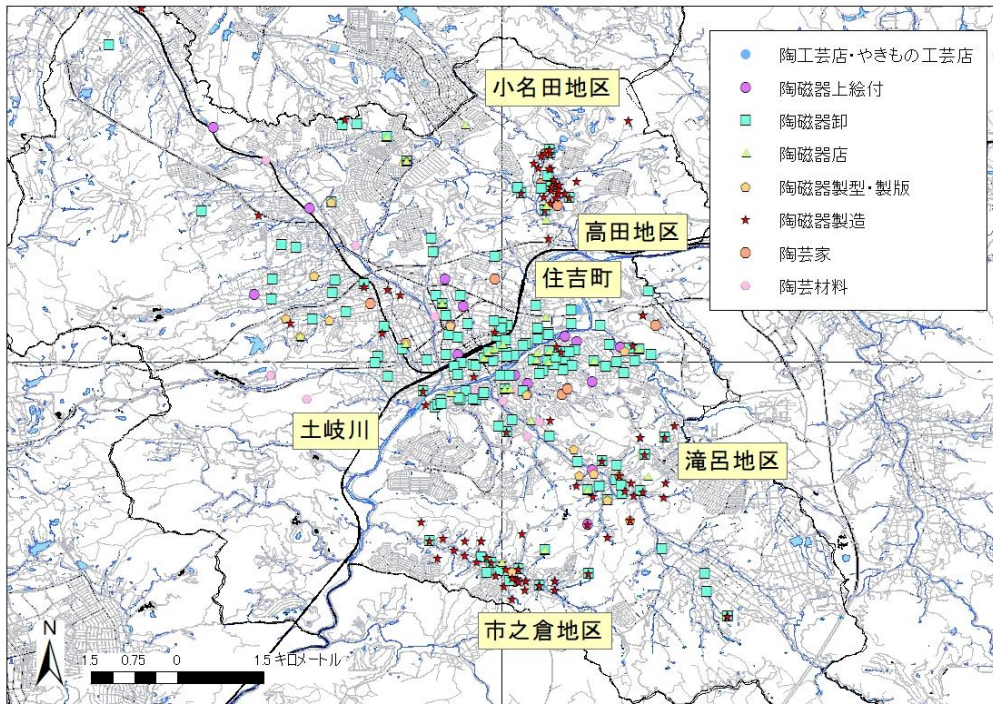 小名田地区
高田地区
住吉町
土岐川
滝呂地区
市之倉地区
陶工芸店・やきもの工芸店
陶磁器上絵付
陶磁器卸
陶磁器店
陶磁器製型・製版
陶磁器製造
陶芸家
陶芸材料
N
1.5 0.75 0 1.5 キロメートル